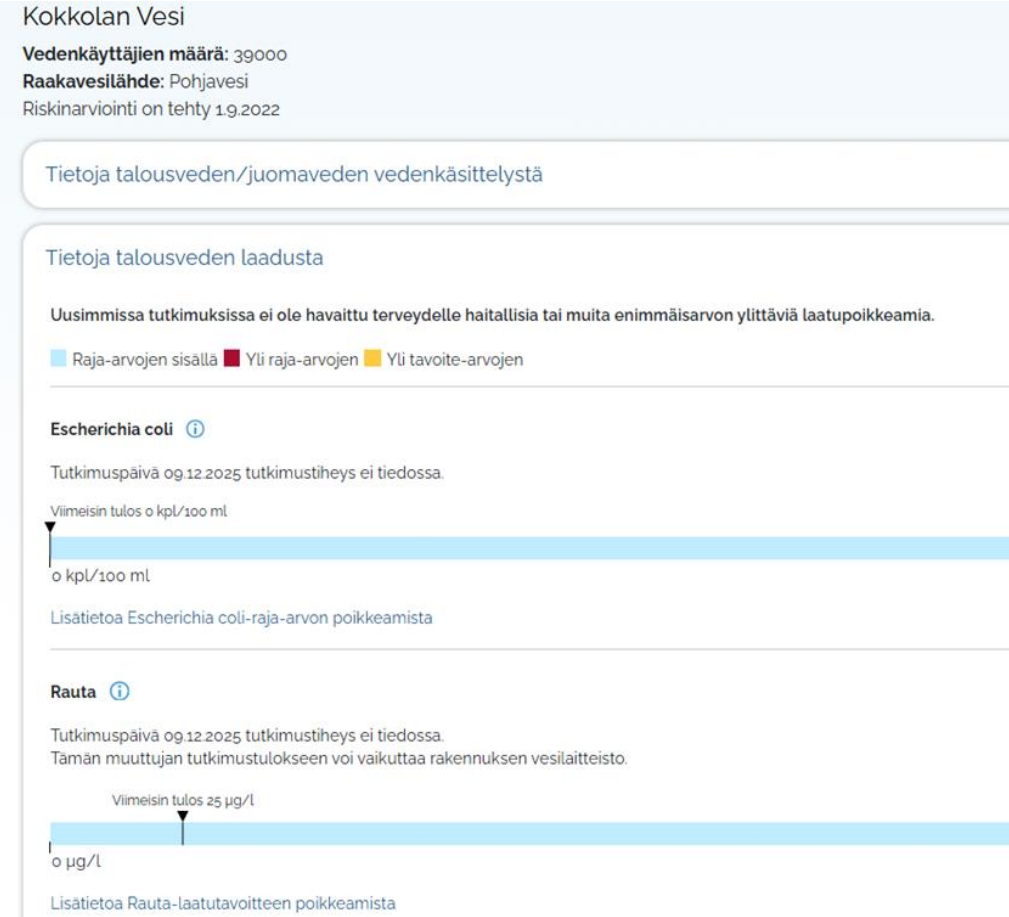 Kokkolan Vesi
Vedenkäyttäjien määrä: 39000
Raakavesilähde: Pohjavesi
Riskinarviointi on tehty 1.9.2022
Tietoja talousveden/juomaveden vedenkäsittelystä
Tietoja talousveden laadusta
Uusimmissa tutkimuksissa ei ole havaittu terveydelle haitallisia tai muita enimmäisarvon ylittäviä laatupoikkeamia.
Raja-arvojen sisällä Yli raja-arvojen Yli tavoite-arvojen
Escherichia coli
Tutkimuspäivä 09.12.2025 tutkimustiheys ei tiedossa.
Viimeisin tulos 0 kpl/100 ml
0 kpl/100 ml
Lisätietoa Escherichia coli-raja-arvon poikkeamista
Rauta
Tutkimuspäivä 09.12.2025 tutkimustiheys ei tiedossa.
Tämän muuttujan tutkimustulokseen voi vaikuttaa rakennuksen vesilaitteisto.
Viimeisin tulos 25 µg/l
0 µg/l
Lisätietoa Rauta-laatutavoitteen poikkeamista